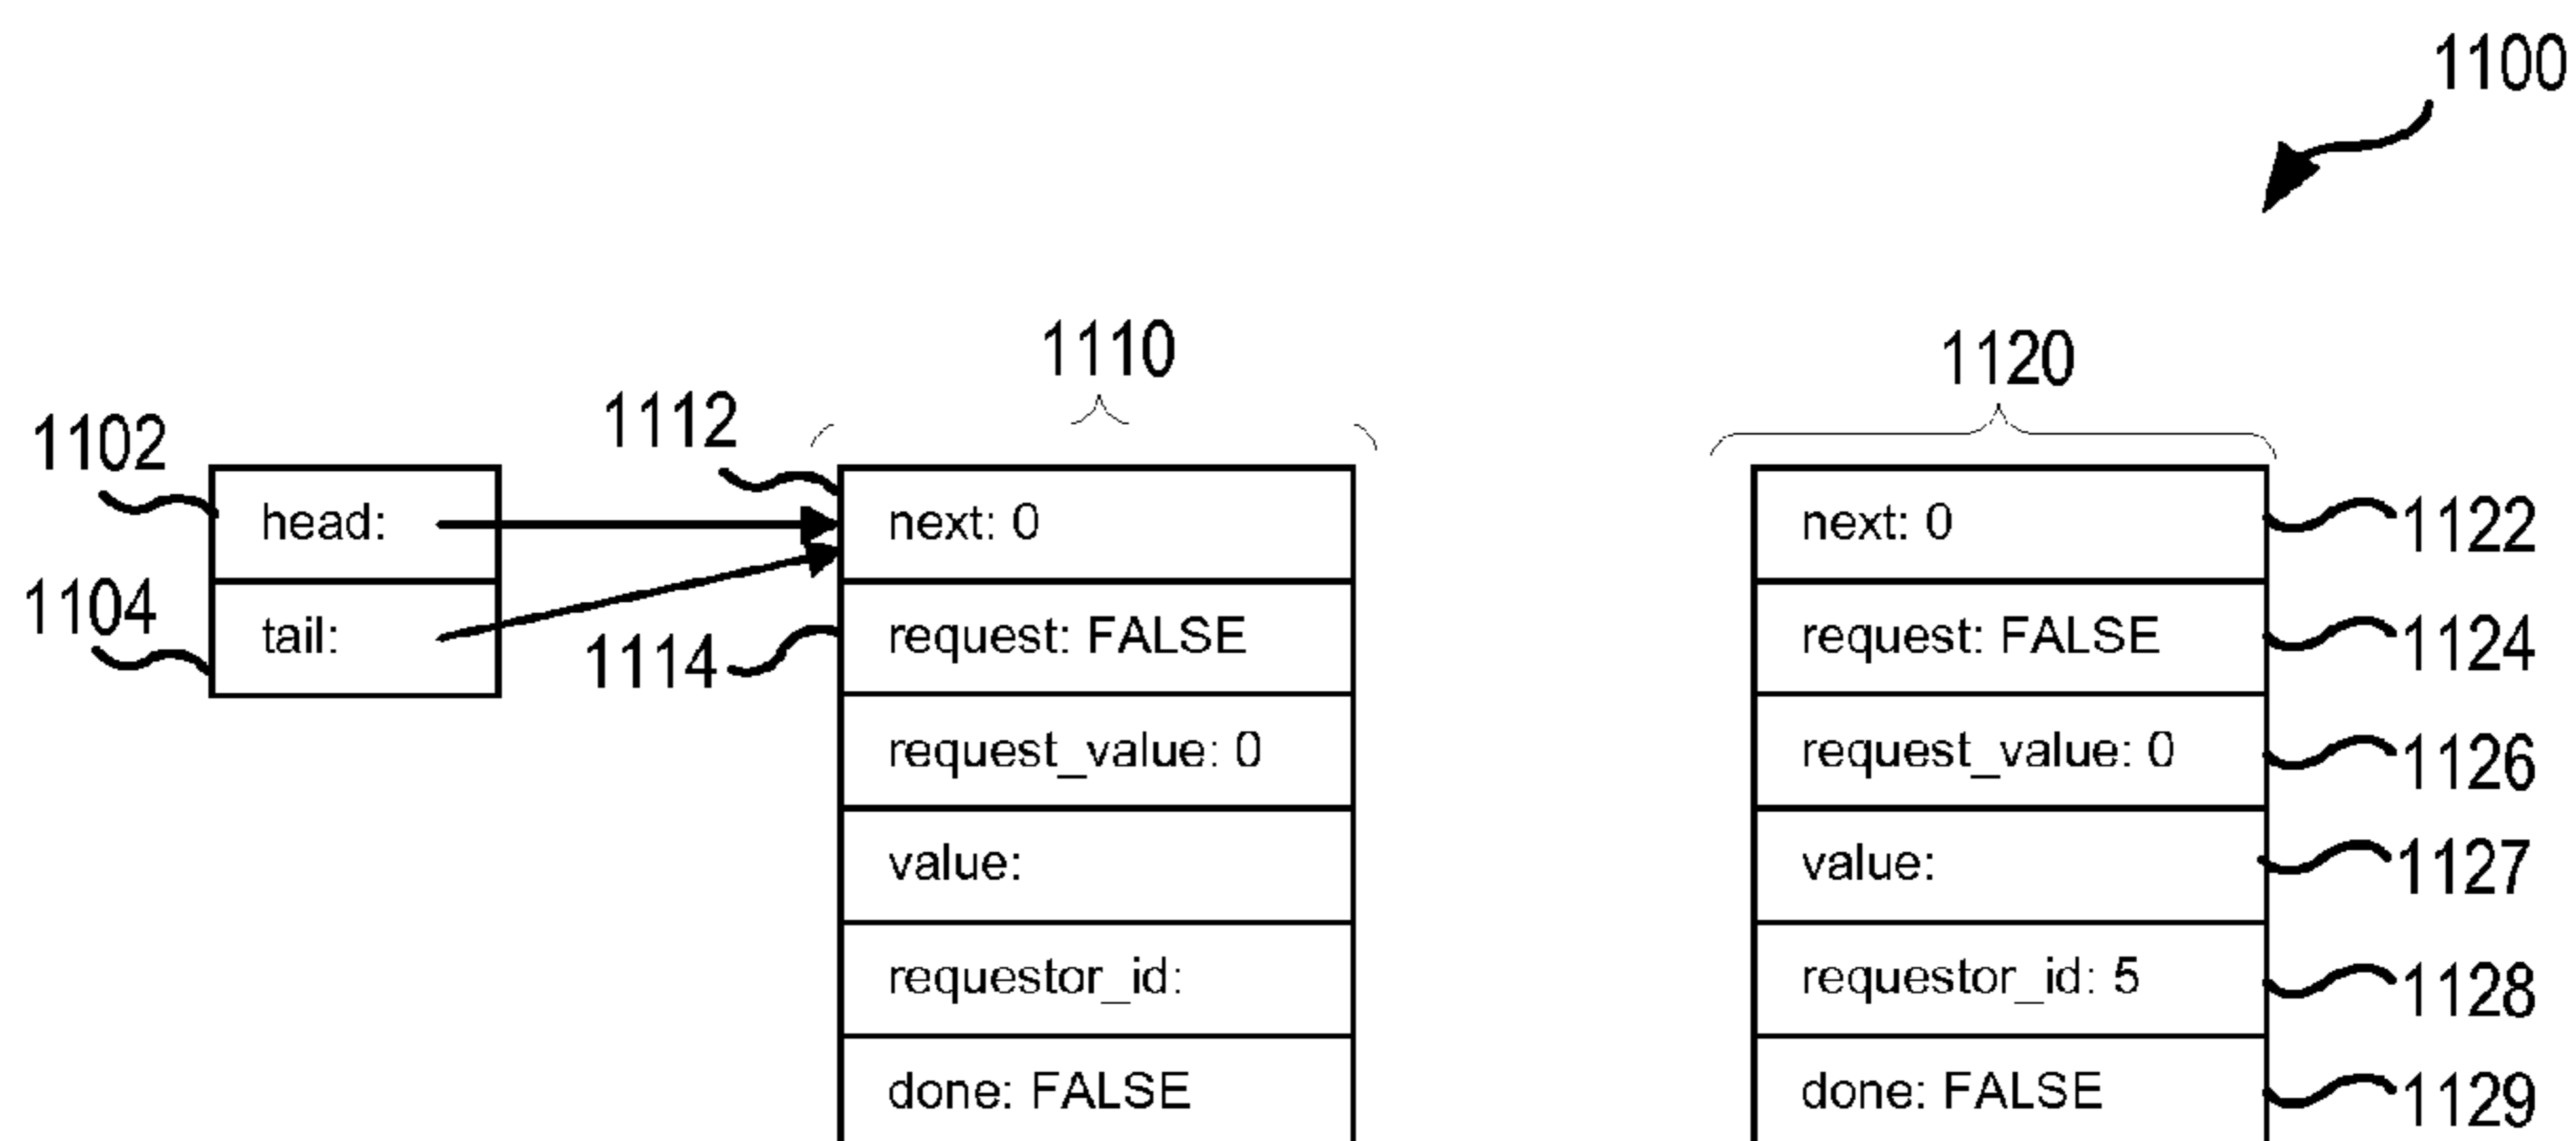 1100
1110
1120
1112
1102
head:
next: 0
next: 0
1122
1104
tail:
1114
request: FALSE
request: FALSE
1124
request_value: 0
request_value: 0
1126
value:
value:
1127
requestor_id:
requestor_id: 5
1128
done: FALSE
done: FALSE
1129